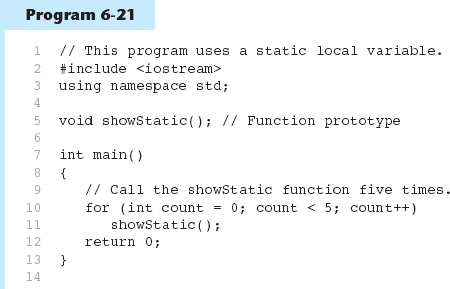 Program 6-21
1 // This program uses a static local variable.
2 #include <iostream>
3 using namespace std;
4
5 void showStatic(); // Function prototype
6
7 int main()
8 {
9 // Call the showStatic function five times.
10 for (int count = 0; count < 5; count++)
11 showStatic();
12 return 0;
13 }
14